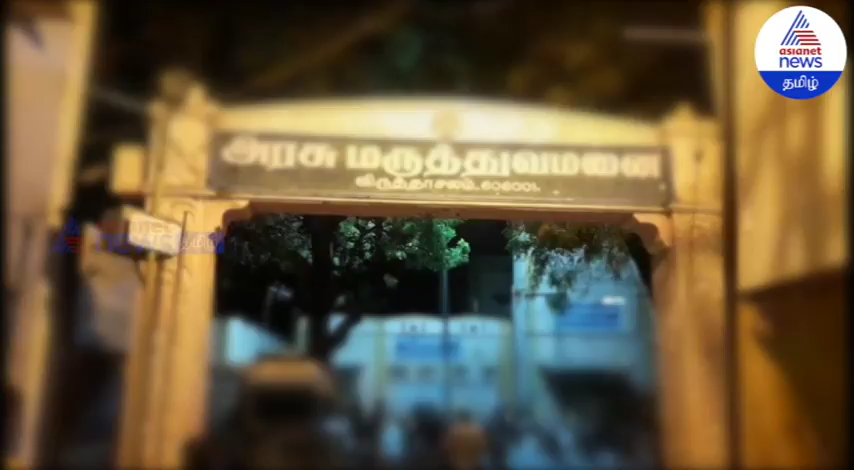 asianet
news
தமிழ்
அரசு மருத்துவமனை
விருத்தாசலம்.